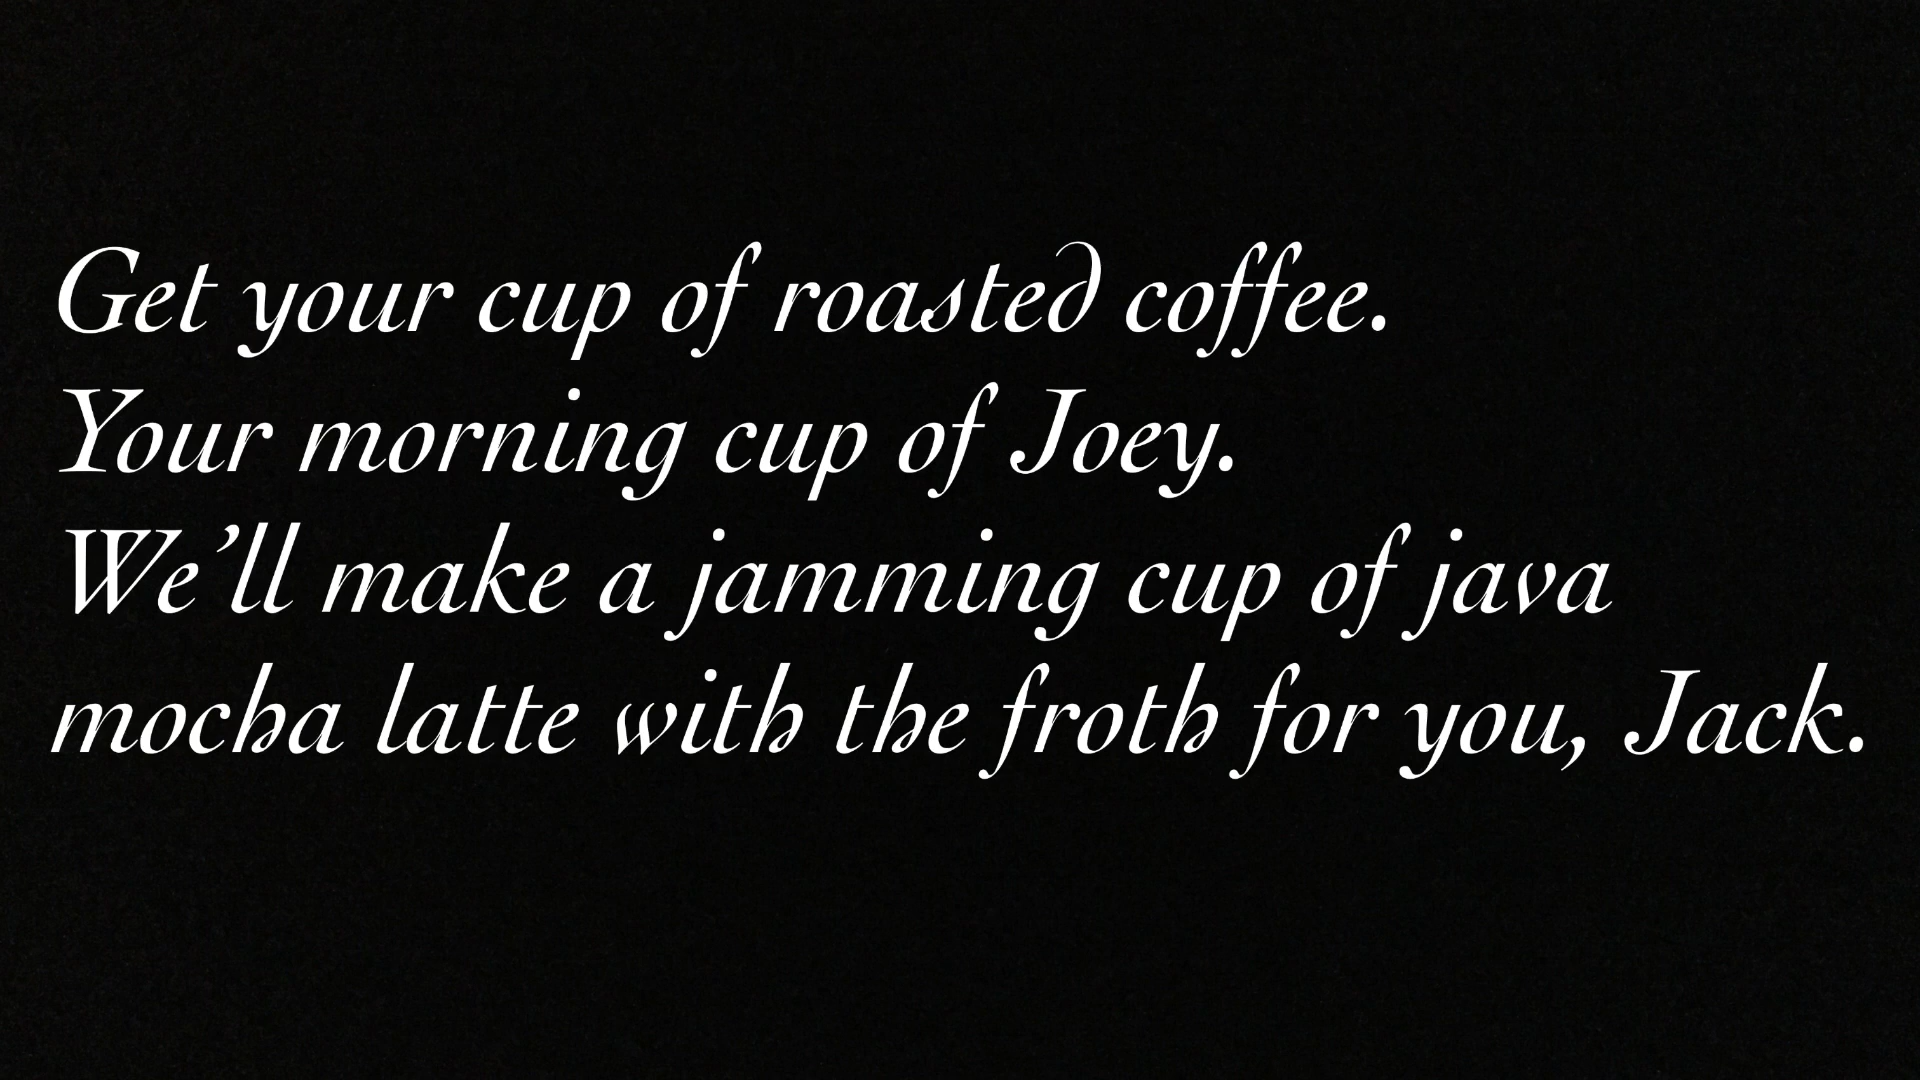 Get your cup of roasted coffee.
Your morning cup of Joey.
We’ll make a jamming cup of java
mocha latte with the froth for you, Jack.